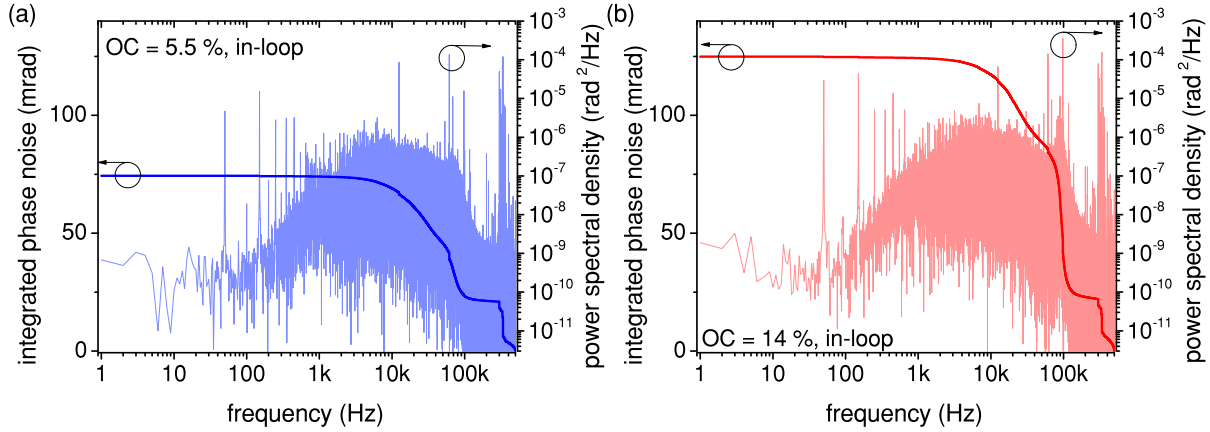 (a)
OC = 5.5 %, in-loop
integrated phase noise (mrad)
100
50
0
10⁻³
10⁻⁴
10⁻⁵
10⁻⁶
10⁻⁷
10⁻⁸
10⁻⁹
10⁻¹⁰
10⁻¹¹
power spectral density (rad²/Hz)
1
10
100
1k
10k
100k
frequency (Hz)
(b)
OC = 14 %, in-loop
integrated phase noise (mrad)
100
50
0
10⁻³
10⁻⁴
10⁻⁵
10⁻⁶
10⁻⁷
10⁻⁸
10⁻⁹
10⁻¹⁰
10⁻¹¹
power spectral density (rad²/Hz)
1
10
100
1k
10k
100k
frequency (Hz)